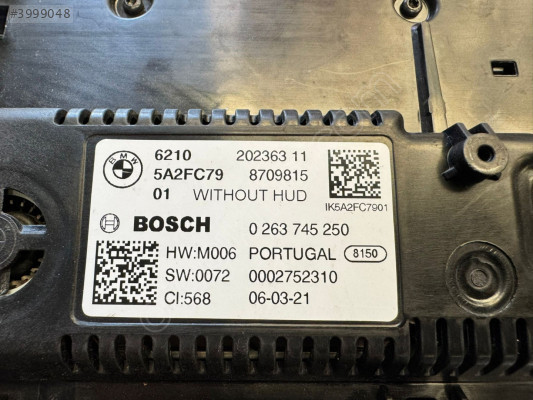 #3999048
BMW
6210 202363 11
5A2FC79 8709815
01 WITHOUT HUD
IK5A2FC7901
BOSCH 0 263 745 250
HW:M006 PORTUGAL 8150
SW:0072 0002752310
CI:568 06-03-21